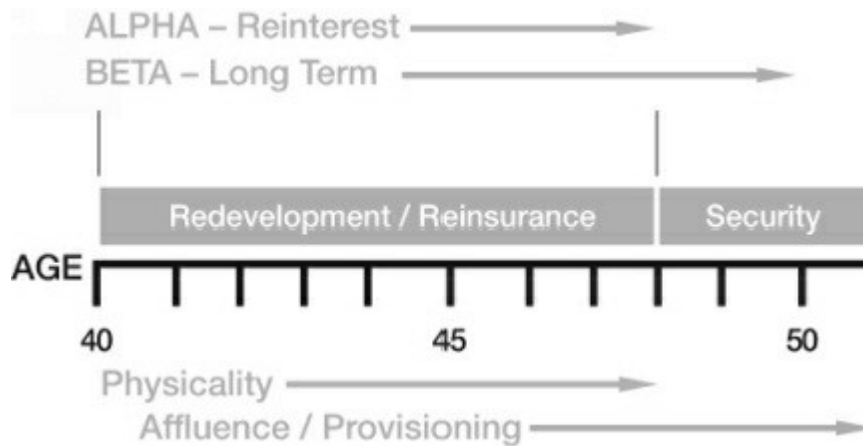 ALPHA – Reinterest
BETA – Long Term
Redevelopment / Reinsurance
Security
AGE
40
45
50
Physicality
Affluence / Provisioning